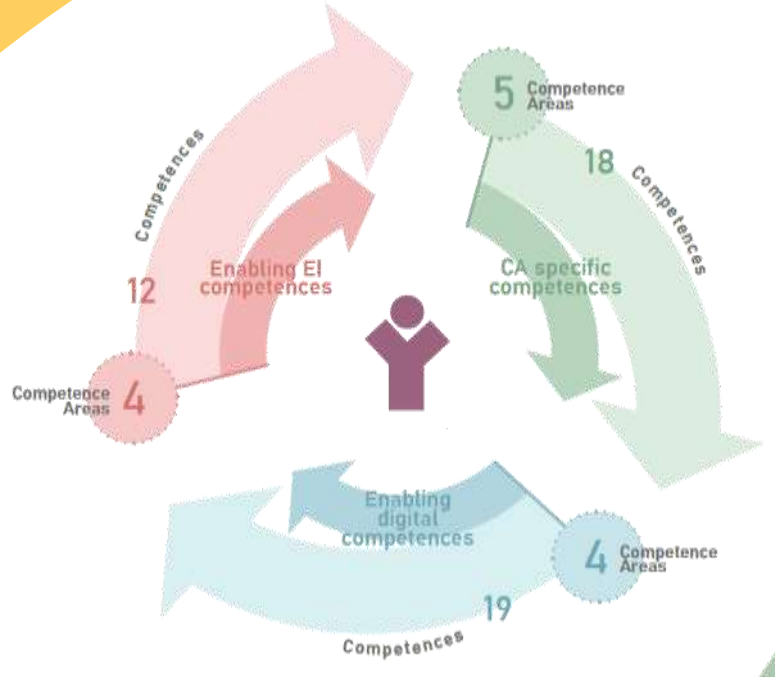 Competences
12
Enabling EI
competences
Competence
Areas
4
5
Competence
Areas
18
Competences
CA specific
competences
Enabling
digital
competences
4
Competence
Areas
19
Competences